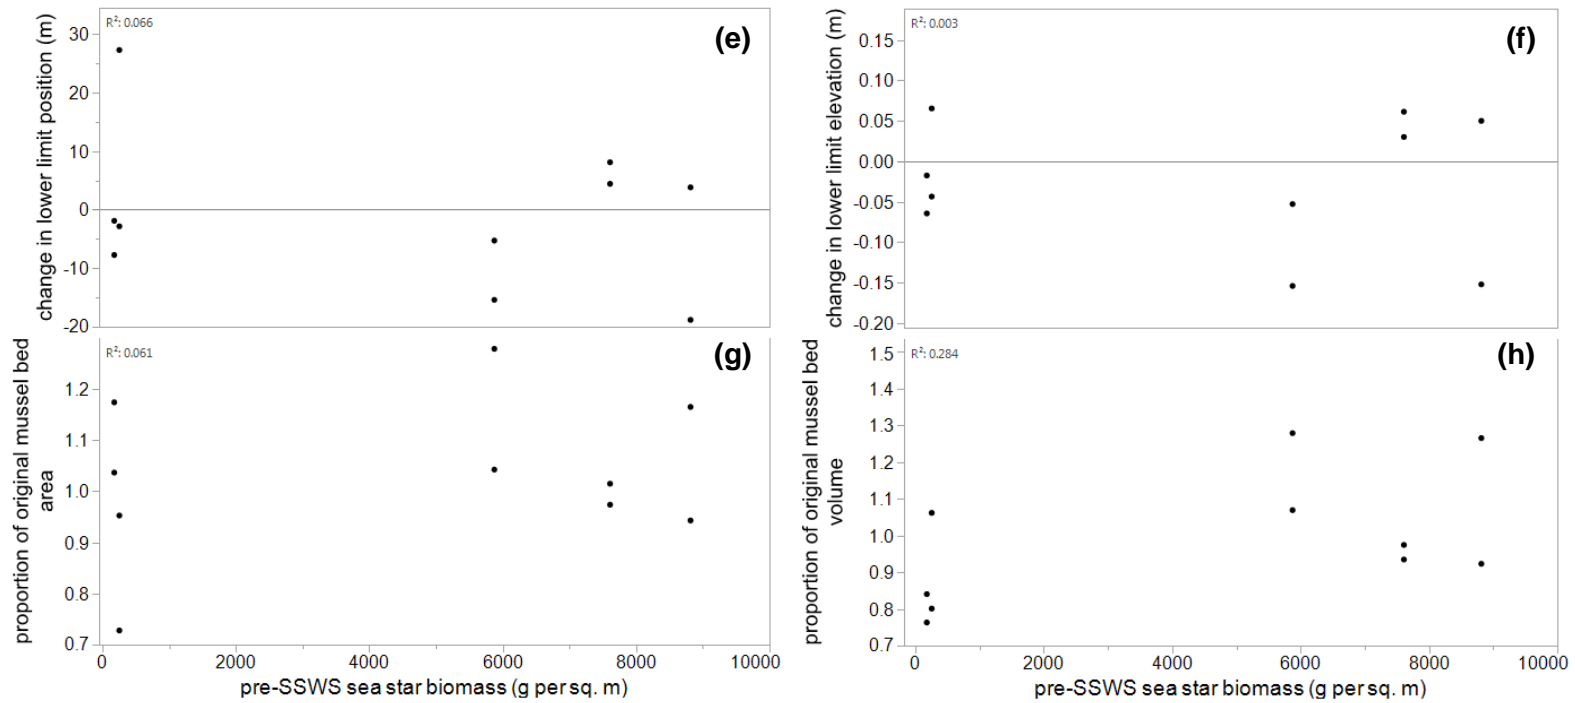 R²: 0.066
(e)
change in lower limit position (m)
30
20
10
0
-10
-20
R²: 0.003
(f)
change in lower limit elevation (m)
0.15
0.10
0.05
0.00
-0.05
-0.10
-0.15
-0.20
R²: 0.061
(g)
proportion of original mussel bed
area
1.2
1.1
1.0
0.9
0.8
0.7
0
2000
4000
6000
8000
10000
pre-SSWS sea star biomass (g per sq. m)
R²: 0.284
(h)
proportion of original mussel bed
volume
1.5
1.4
1.3
1.2
1.1
1.0
0.9
0.8
0.7
0
2000
4000
6000
8000
10000
pre-SSWS sea star biomass (g per sq. m)